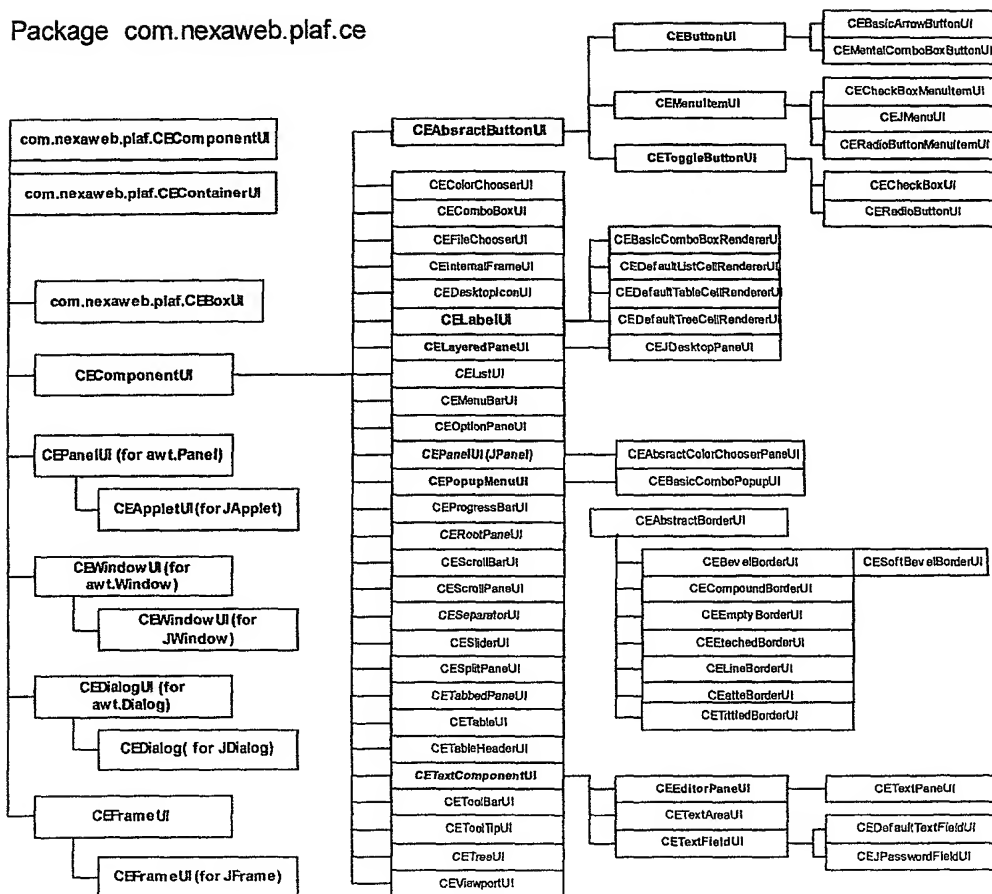 Package com.nexaweb.plaf.ce
com.nexaweb.plaf.CEComponentUI
com.nexaweb.plaf.CEContainerUI
com.nexaweb.plaf.CEBoxUI
CEComponentUI
CEPanelUI (for awt.Panel)
CEAppletUI (for JApplet)
CEWindowUI (for
awt.Window)
CEWindowUI (for
JWindow)
CEDialogUI (for
awt.Dialog)
CEDialog( for JDialog)
CEFrameUI
CEFrameUI (for JFrame)
CEAbsractButtonUI
CEColorChooserUI
CEComboBoxUI
CEFileChooserUI
CEInternalFrameUI
CEDesktopIconUI
CELabelUI
CELayeredPaneUI
CEListUI
CEMenuBarUI
CEOptionPaneUI
CEPanelUI (JPanel)
CEPopupMenuUI
CEProgressBarUI
CERootPaneUI
CEScrollBarUI
CEScrollPaneUI
CESeparatorUI
CESliderUI
CESplitPaneUI
CETabbedPaneUI
CETableUI
CETableHeaderUI
CETextComponentUI
CEToolBarUI
CEToolTipUI
CETreeUI
CEViewportUI
CEButtonUI
CEMenuItemUI
CEToggleButtonUI
CEBasicArrowButtonUI
CEMentalComboBoxButtonUI
CECheckBoxMenuItemUI
CEJMenuUI
CERadioButtonMenuItemUI
CECheckBoxUI
CERadioButtonUI
CEBasicComboBoxRendererUI
CEDefaultListCellRendererUI
CEDefaultTableCellRendererUI
CEDefaultTreeCellRendererUI
CEJDesktopPaneUI
CEAbsractColorChooserPaneUI
CEBasicComboPopupUI
CEAbstractBorderUI
CEBevelBorderUI
CESoftBevelBorderUI
CECompoundBorderUI
CEEmptyBorderUI
CEEtechedBorderUI
CELineBorderUI
CEatteBorderUI
CETittledBorderUI
CEEditorPaneUI
CETextAreaUI
CETextFieldUI
CETextPaneUI
CEDefaultTextFieldUI
CEJPasswordFieldUI